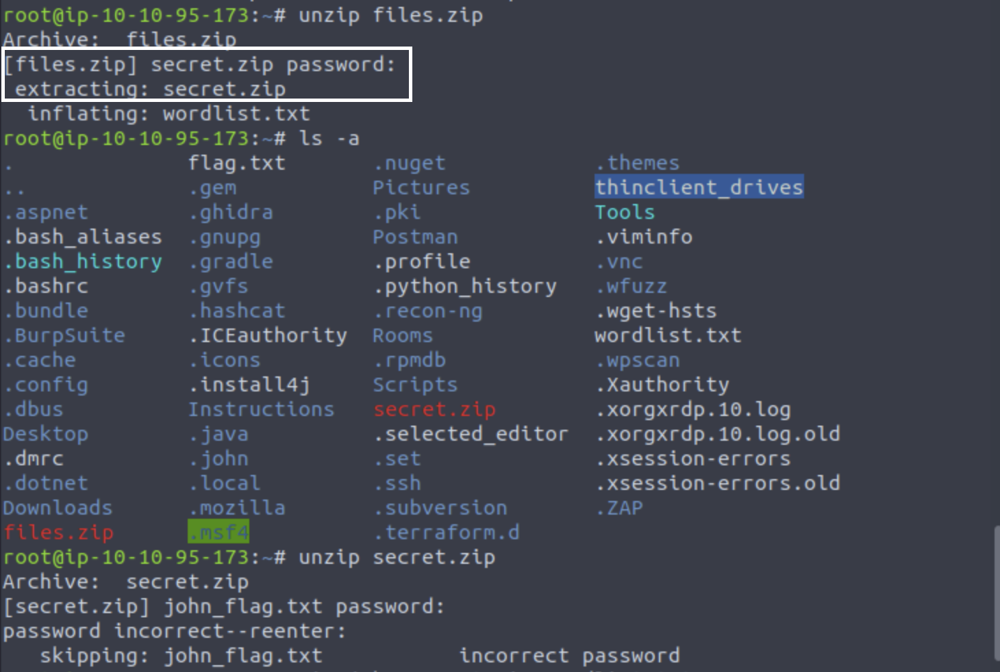 root@ip-10-10-95-173:~# unzip files.zip
Archive:  files.zip
[files.zip] secret.zip password:
 extracting: secret.zip
  inflating: wordlist.txt
root@ip-10-10-95-173:~# ls -a
.              flag.txt      .nuget           .themes
..             .gem          Pictures         thinclient_drives
.aspnet        .ghidra       .pki             Tools
.bash_aliases  .gnupg        Postman          .viminfo
.bash_history  .gradle       .profile         .vnc
.bashrc        .gvfs         .python_history  .wfuzz
.bundle        .hashcat      .recon-ng        .wget-hsts
.BurpSuite     .ICEauthority Rooms            wordlist.txt
.cache         .icons        .rpmdb           .wpscan
.config        .install4j    Scripts          .Xauthority
.dbus          Instructions  secret.zip       .xorgxrdp.10.log
Desktop        .java         .selected_editor .xorgxrdp.10.log.old
.dmrc          .john         .set             .xsession-errors
.dotnet        .local        .ssh             .xsession-errors.old
Downloads      .mozilla      .subversion      .ZAP
files.zip      .msf4         .terraform.d
root@ip-10-10-95-173:~# unzip secret.zip
Archive:  secret.zip
[secret.zip] john_flag.txt password:
password incorrect--reenter:
   skipping: john_flag.txt           incorrect password